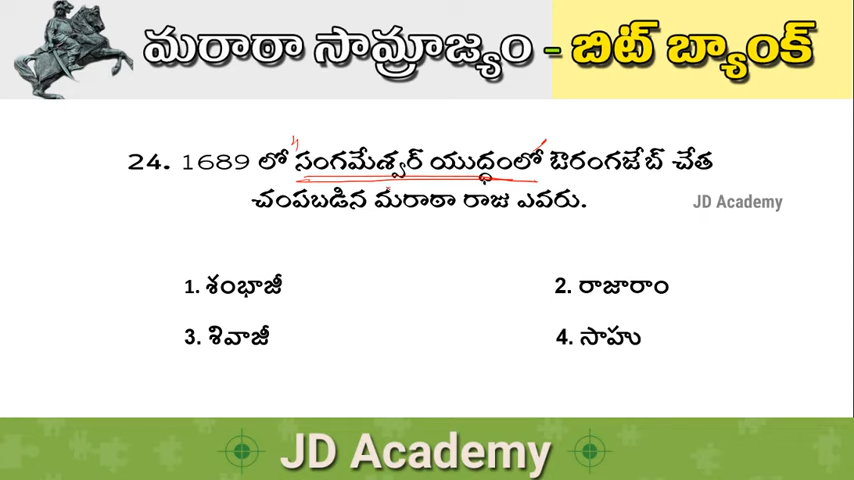 మరాఠా సామ్రాజ్యం - బిట్ బ్యాంక్
24. 1689 లో సంగమేశ్వర్ యుద్ధంలో ఔరంగజేబ్ చేత
చంపబడిన మరాఠా రాజు ఎవరు.
JD Academy
1. శంభాజీ
2. రాజారాం
3. శివాజీ
4. సాహు
JD Academy